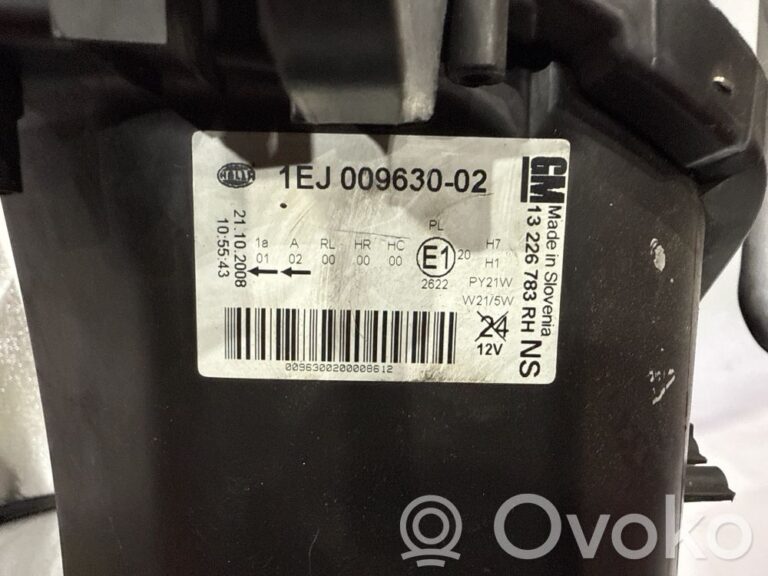 HELLA
1EJ 009630-02
21.10.2008
10:55:43
1a A RL HR HC
01 02 00 00 00
PL
E1 20
2622
H7
H1
PY21W
W21/5W
24
12V
0096300200008612
GM
Made in Slovenia
13 226 783 RH NS
Ovoko